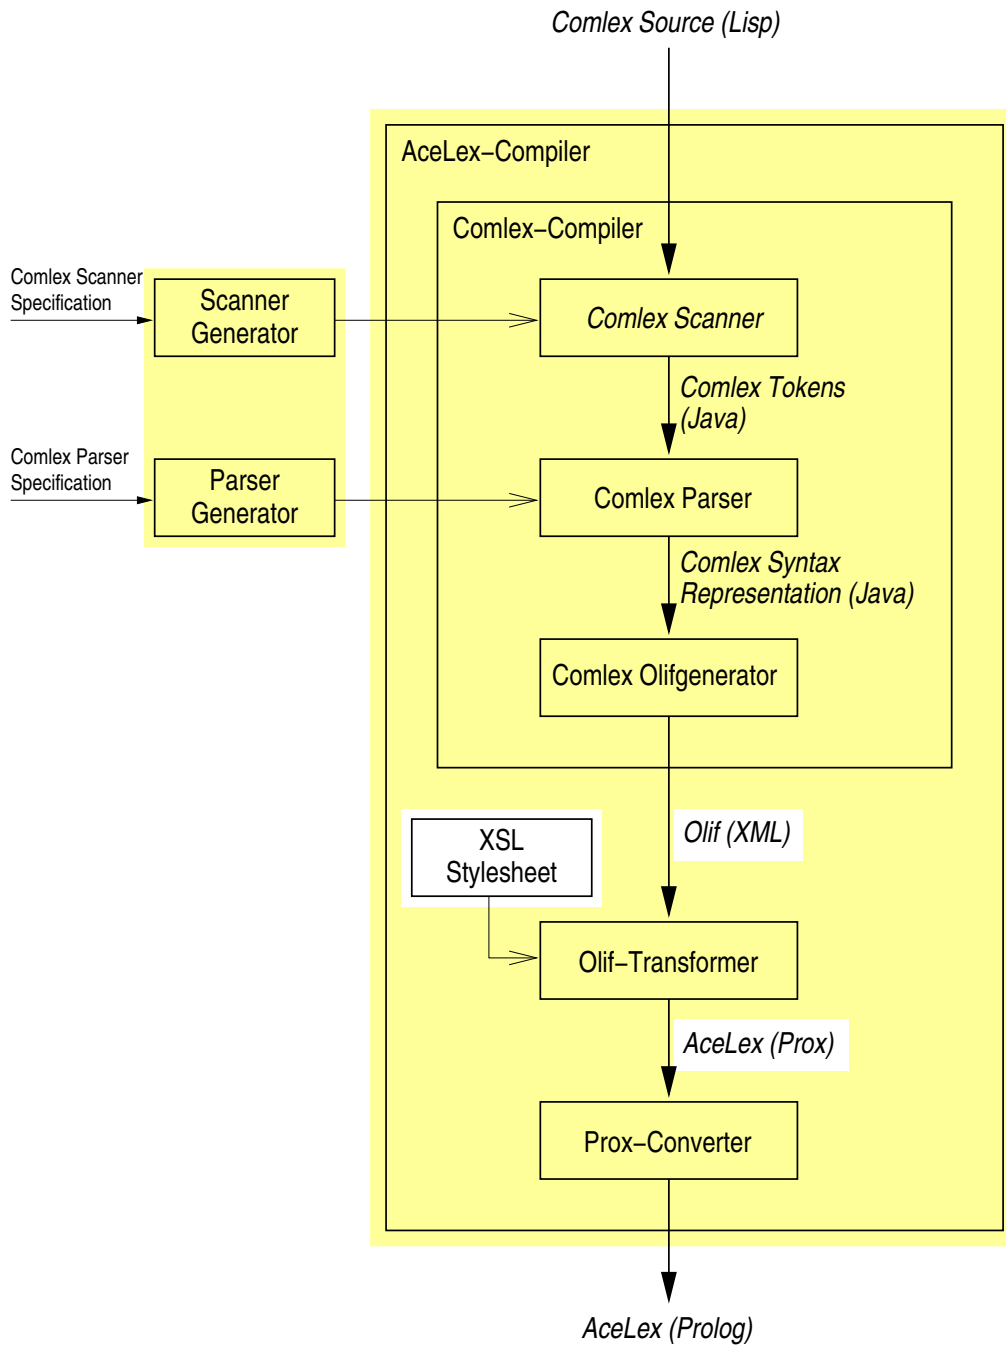 Comlex Source (Lisp)
AceLex–Compiler
Comlex–Compiler
Comlex Scanner
Specification
Scanner
Generator
Comlex Scanner
Comlex Tokens
(Java)
Comlex Parser
Specification
Parser
Generator
Comlex Parser
Comlex Syntax
Representation (Java)
Comlex Olifgenerator
Olif (XML)
XSL
Stylesheet
Olif–Transformer
AceLex (Prox)
Prox–Converter
AceLex (Prolog)